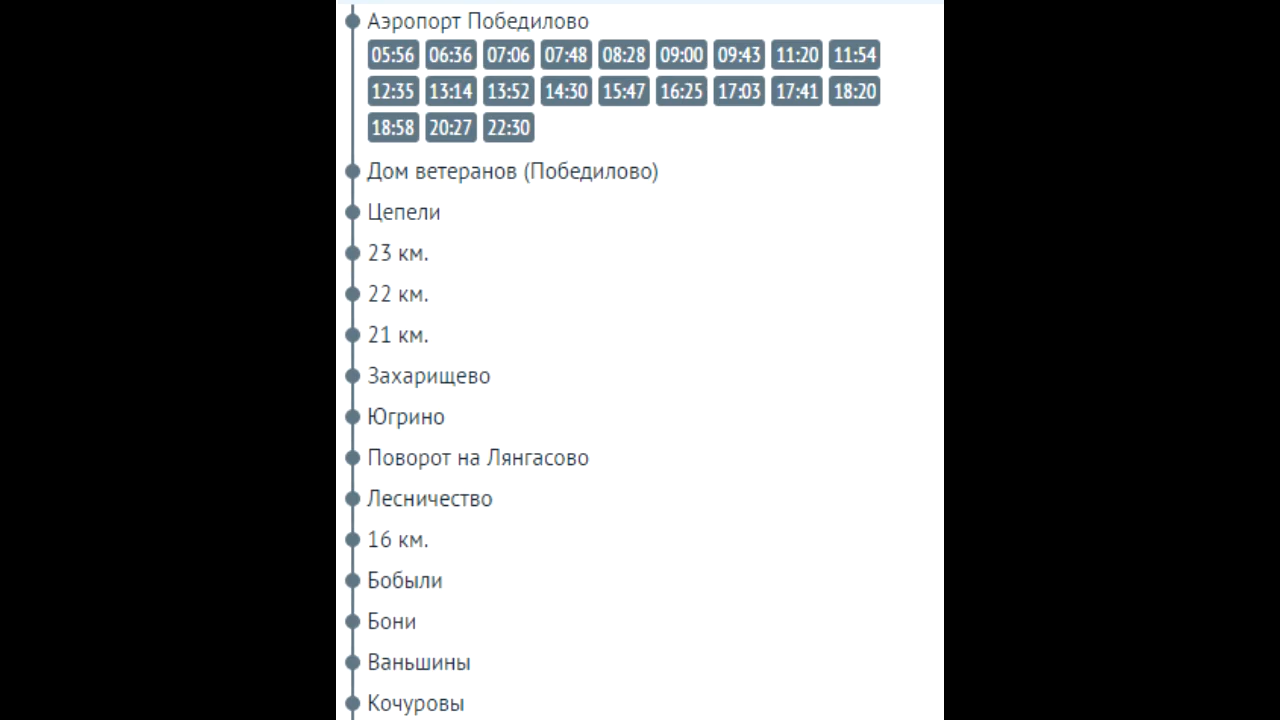 Аэропорт Победилово
05:56 06:36 07:06 07:48 08:28 09:00 09:43 11:20 11:54
12:35 13:14 13:52 14:30 15:47 16:25 17:03 17:41 18:20
18:58 20:27 22:30
Дом ветеранов (Победилово)
Цепели
23 км.
22 км.
21 км.
Захарищево
Югрино
Поворот на Лянгасово
Лесничество
16 км.
Бобыли
Бони
Ваньшины
Кочуровы